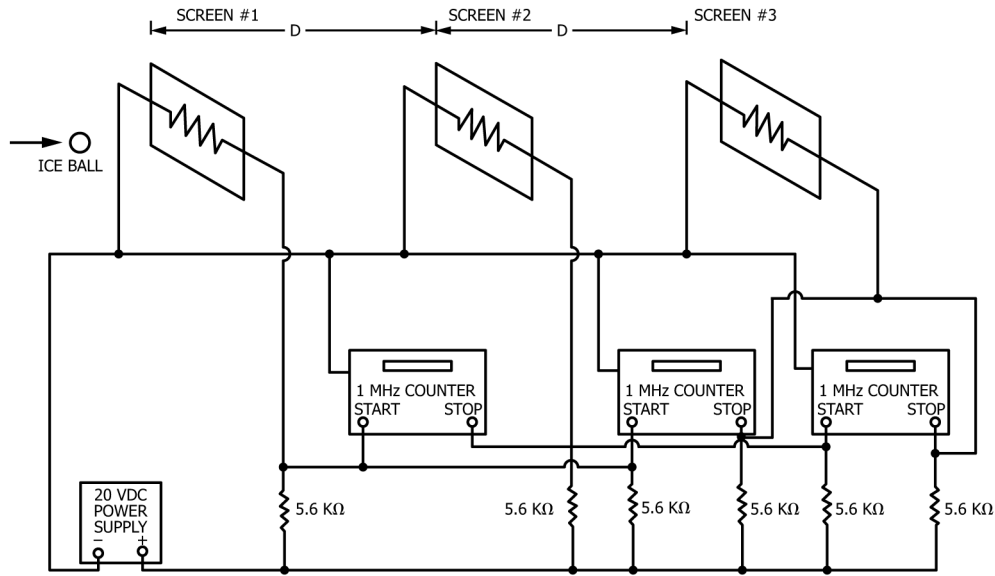 SCREEN #1
SCREEN #2
SCREEN #3
D
D
ICE BALL
1 MHz COUNTER
START STOP
1 MHz COUNTER
START STOP
1 MHz COUNTER
START STOP
20 VDC
POWER
SUPPLY
− +
5.6 KΩ
5.6 KΩ
5.6 KΩ
5.6 KΩ
5.6 KΩ
5.6 KΩ